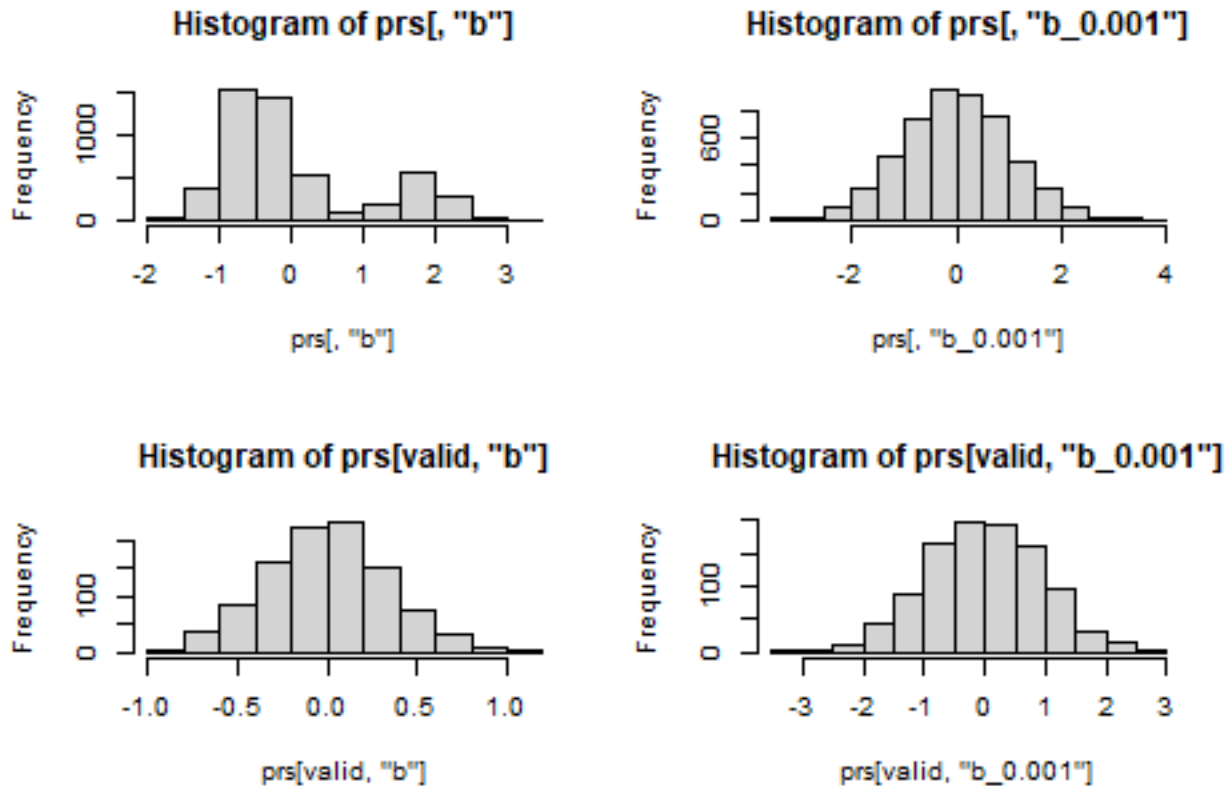 Histogram of prs[, "b"]
Frequency
1000
0
-2 -1 0 1 2 3
prs[, "b"]
Histogram of prs[, "b_0.001"]
Frequency
600
0
-2 0 2 4
prs[, "b_0.001"]
Histogram of prs[valid, "b"]
Frequency
100
0
-1.0 -0.5 0.0 0.5 1.0
prs[valid, "b"]
Histogram of prs[valid, "b_0.001"]
Frequency
100
0
-3 -2 -1 0 1 2 3
prs[valid, "b_0.001"]